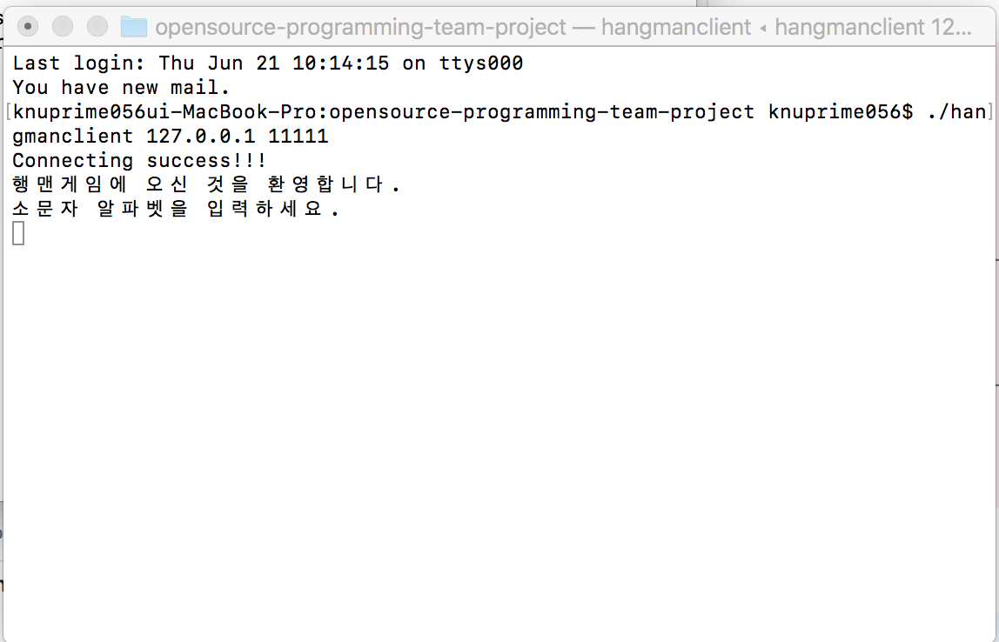 opensource-programming-team-project — hangmanclient ◂ hangmanclient 12...
Last login: Thu Jun 21 10:14:15 on ttys000
You have new mail.
[knuprime056ui-MacBook-Pro:opensource-programming-team-project knuprime056$ ./han]
gmanclient 127.0.0.1 11111
Connecting success!!!
행맨게임에 오신 것을 환영합니다.
소문자 알파벳을 입력하세요.